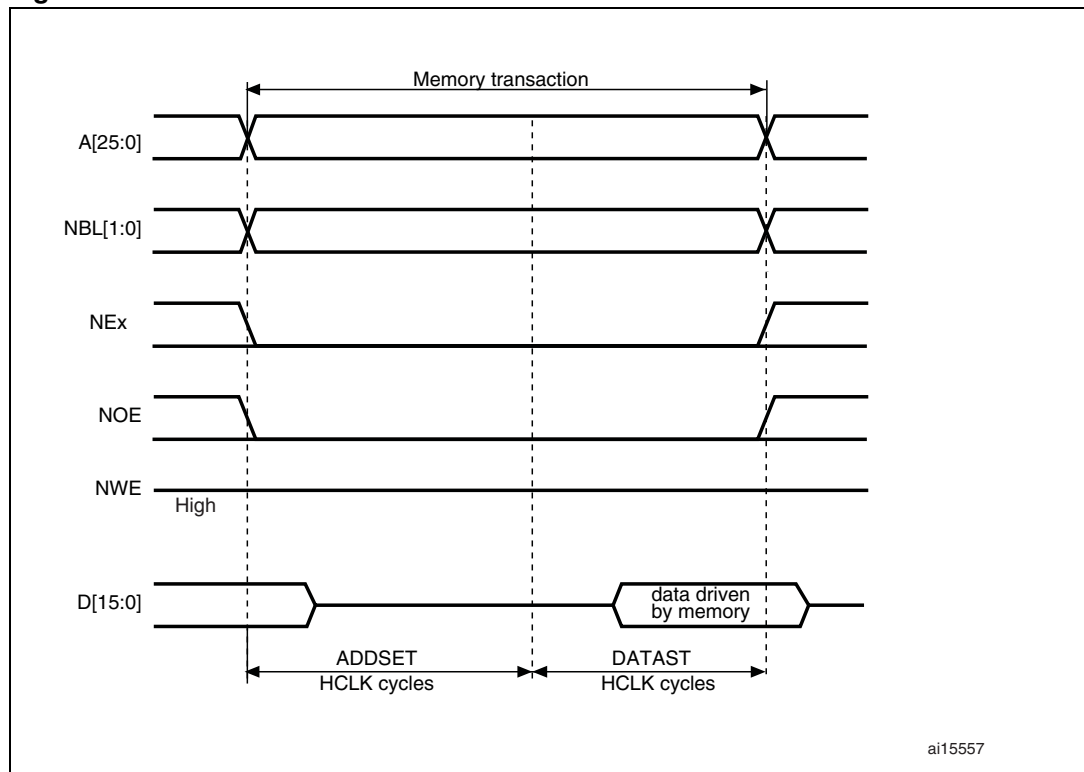 Memory transaction
A[25:0]
NBL[1:0]
NEx
NOE
NWE
High
D[15:0]
data driven
by memory
ADDSET
HCLK cycles
DATAST
HCLK cycles
ai15557